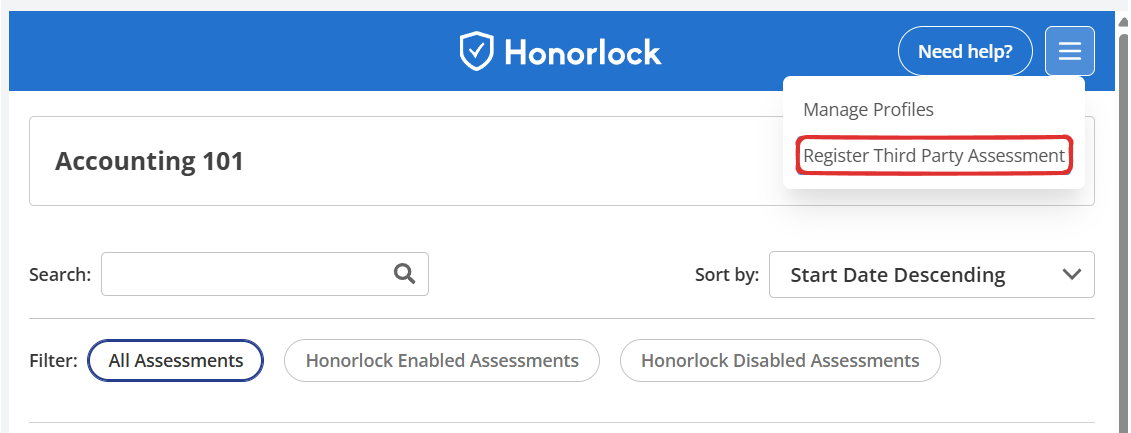 Honorlock
Need help?
Manage Profiles
Register Third Party Assessment
Accounting 101
Search:
Sort by: Start Date Descending
Filter: All Assessments Honorlock Enabled Assessments Honorlock Disabled Assessments